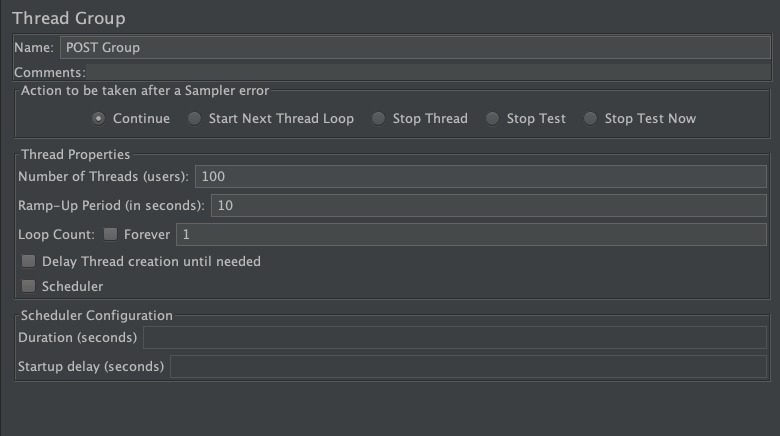 Thread Group
Name: POST Group
Comments:
Action to be taken after a Sampler error
Continue Start Next Thread Loop Stop Thread Stop Test Stop Test Now
Thread Properties
Number of Threads (users): 100
Ramp-Up Period (in seconds): 10
Loop Count: Forever 1
Delay Thread creation until needed
Scheduler
Scheduler Configuration
Duration (seconds)
Startup delay (seconds)